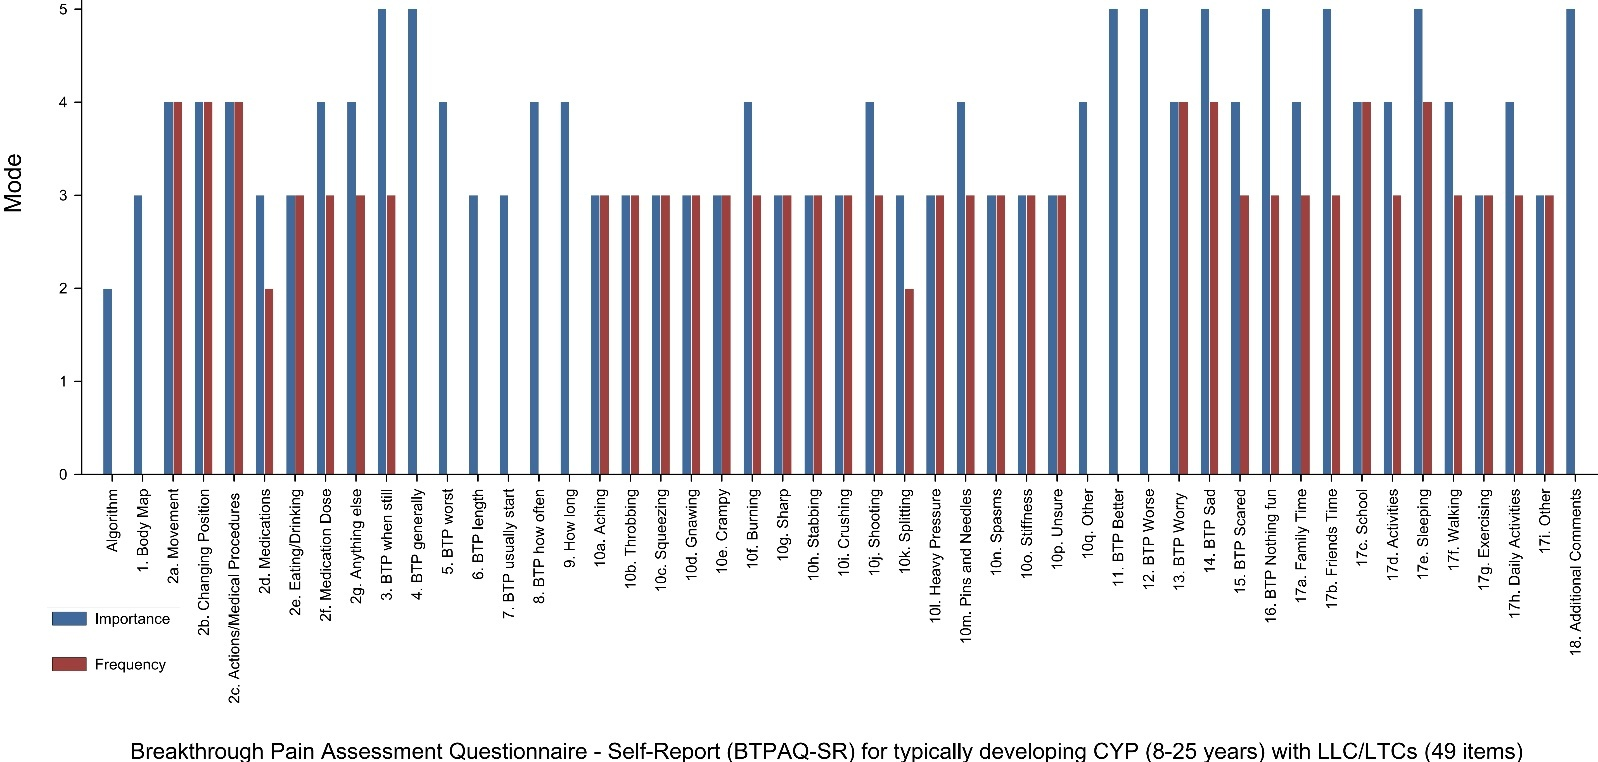 5
4
3
2
1
0
Mode
Algorithm
1. Body Map
2a. Movement
2b. Changing Position
2c. Actions/Medical Procedures
2d. Medications
2e. Eating/Drinking
2f. Medication Dose
2g. Anything else
3. BTP when still
4. BTP generally
5. BTP worst
6. BTP length
7. BTP usually start
8. BTP how often
9. How long
10a. Aching
10b. Throbbing
10c. Squeezing
10d. Gnawing
10e. Crampy
10f. Burning
10g. Sharp
10h. Stabbing
10i. Crushing
10j. Shooting
10k. Splitting
10l. Heavy Pressure
10m. Pins and Needles
10n. Spasms
10o. Stiffness
10p. Unsure
10q. Other
11. BTP Better
12. BTP Worse
13. BTP Worry
14. BTP Sad
15. BTP Scared
16. BTP Nothing fun
17a. Family Time
17b. Friends Time
17c. School
17d. Activities
17e. Sleeping
17f. Walking
17g. Exercising
17h. Daily Activities
17i. Other
18. Additional Comments
Importance
Frequency
Breakthrough Pain Assessment Questionnaire - Self-Report (BTPAQ-SR) for typically developing CYP (8-25 years) with LLC/LTCs (49 items)